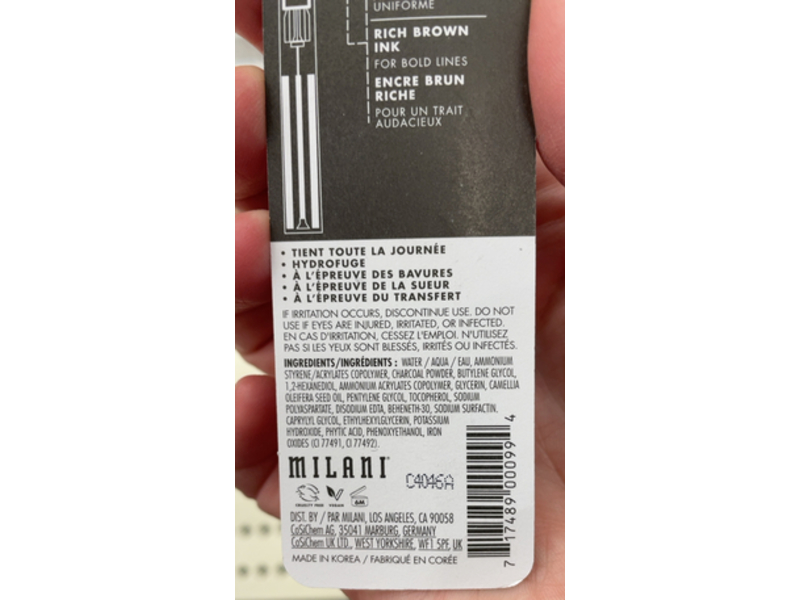 UNIFORME
RICH BROWN
INK
FOR BOLD LINES
ENCRE BRUN
RICHE
POUR UN TRAIT
AUDACIEUX
• TIENT TOUTE LA JOURNÉE
• HYDROFUGE
• À L'ÉPREUVE DES BAVURES
• À L'ÉPREUVE DE LA SUEUR
• À L'ÉPREUVE DU TRANSFERT
IF IRRITATION OCCURS, DISCONTINUE USE. DO NOT
USE IF EYES ARE INJURED, IRRITATED, OR INFECTED.
EN CAS D'IRRITATION, CESSEZ L'EMPLOI. N'UTILISEZ
PAS SI LES YEUX SONT BLESSÉS, IRRITÉS OU INFECTÉS.
INGREDIENTS/INGRÉDIENTS : WATER / AQUA / EAU, AMMONIUM
STYRENE/ACRYLATES COPOLYMER, CHARCOAL POWDER, BUTYLENE GLYCOL,
1,2-HEXANEDIOL, AMMONIUM ACRYLATES COPOLYMER, GLYCERIN, CAMELLIA
OLEIFERA SEED OIL, PENTYLENE GLYCOL, TOCOPHEROL, SODIUM
POLYASPARTATE, DISODIUM EDTA, BEHENETH-30, SODIUM SURFACTIN,
CAPRYLYL GLYCOL, ETHYLHEXYLGLYCERIN, POTASSIUM
HYDROXIDE, PHYTIC ACID, PHENOXYETHANOL, IRON
OXIDES (CI 77491, CI 77492).
MILANI
C4046A
CRUELTY FREE VEGAN 6M
DIST. BY / PAR MILANI, LOS ANGELES, CA 90058
CoSiChem AG, 35041 MARBURG, GERMANY
CoSiChem UK LTD., WEST YORKSHIRE, WF1 5PE, UK
MADE IN KOREA / FABRIQUÉ EN CORÉE
7 17489 00099 4